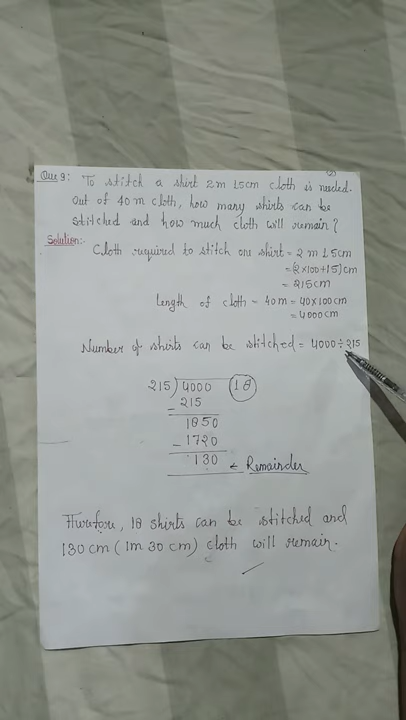 (2)
Que 9: To stitch a shirt 2m 15cm cloth is needed.
Out of 40 m cloth, how many shirts can be
stitched and how much cloth will remain?
Solution:- Cloth required to stitch one shirt = 2 m 15cm
= (2×100+15) cm
= 215cm
Length of cloth = 40m = 40×100cm
= 4000cm
Number of shirts can be stitched = 4000÷215
215) 4000 (18
- 215
1850
- 1720
130 ← Remainder
Therefore, 18 shirts can be stitched and
130 cm (1m 30 cm) cloth will remain.